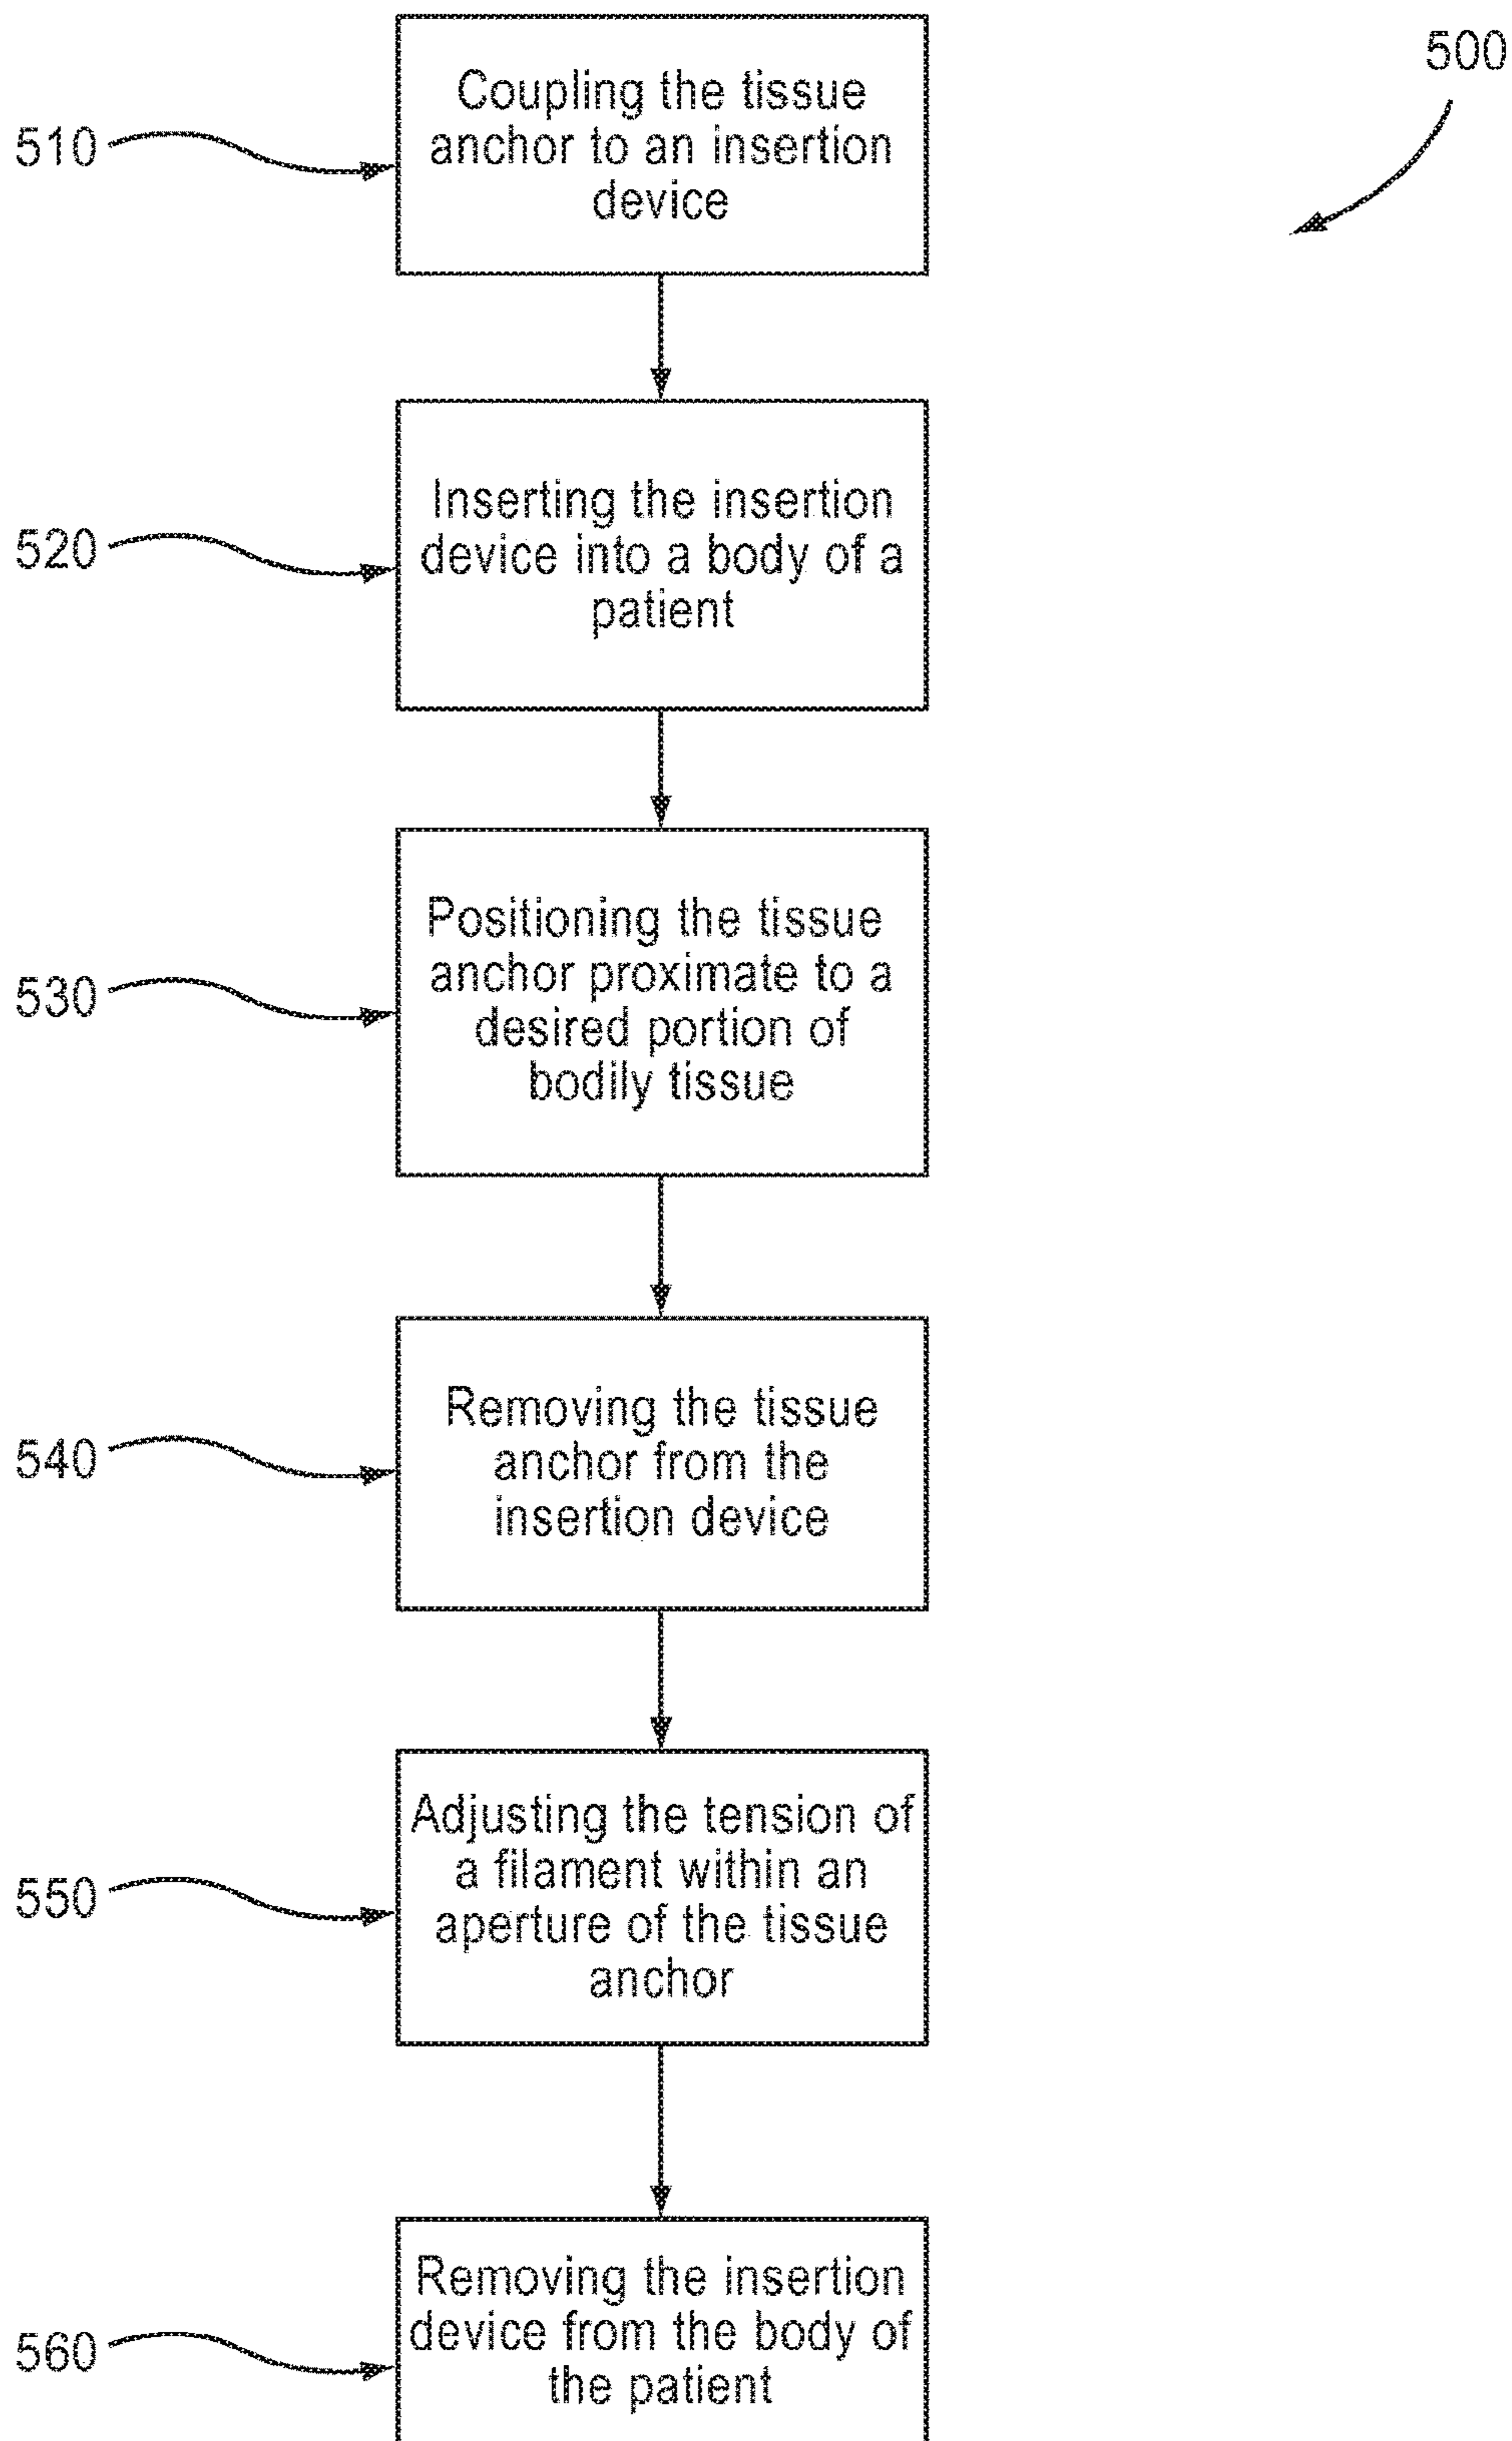 500
510
Coupling the tissue
anchor to an insertion
device
520
Inserting the insertion
device into a body of a
patient
530
Positioning the tissue
anchor proximate to a
desired portion of
bodily tissue
540
Removing the tissue
anchor from the
insertion device
550
Adjusting the tension of
a filament within an
aperture of the tissue
anchor
560
Removing the insertion
device from the body of
the patient